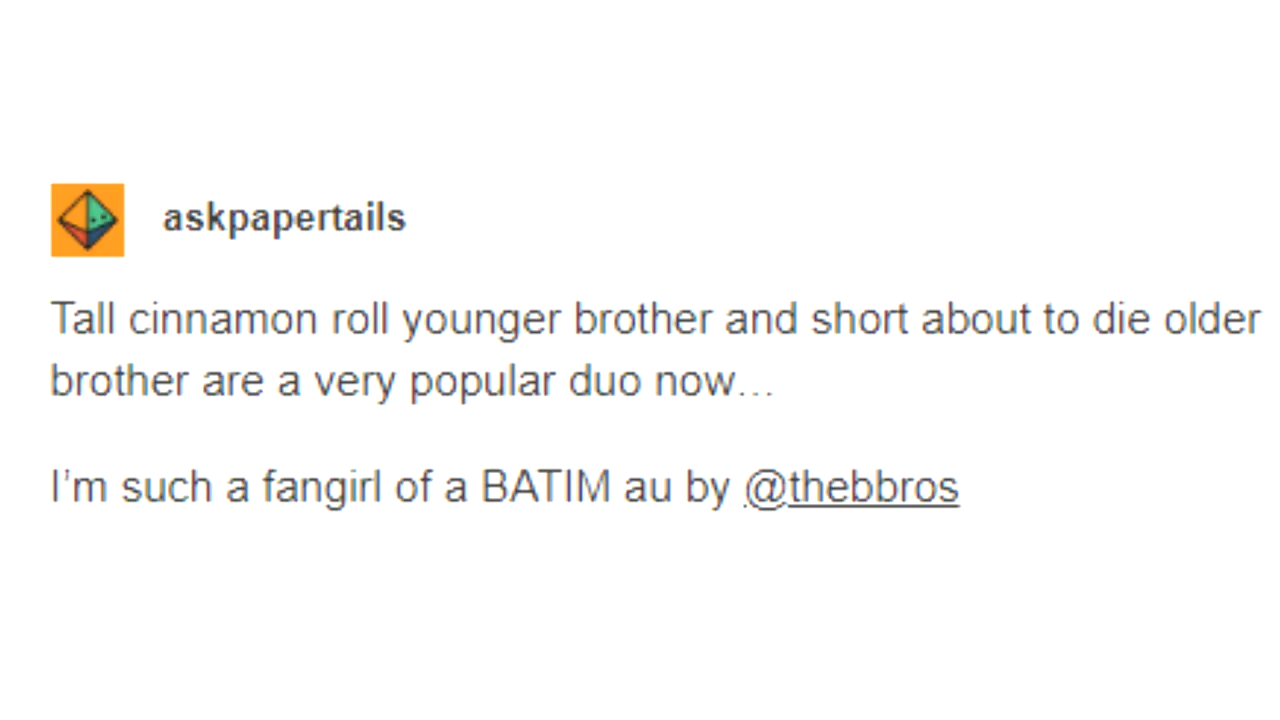 askpapertails
Tall cinnamon roll younger brother and short about to die older
brother are a very popular duo now…
I’m such a fangirl of a BATIM au by @thebbros